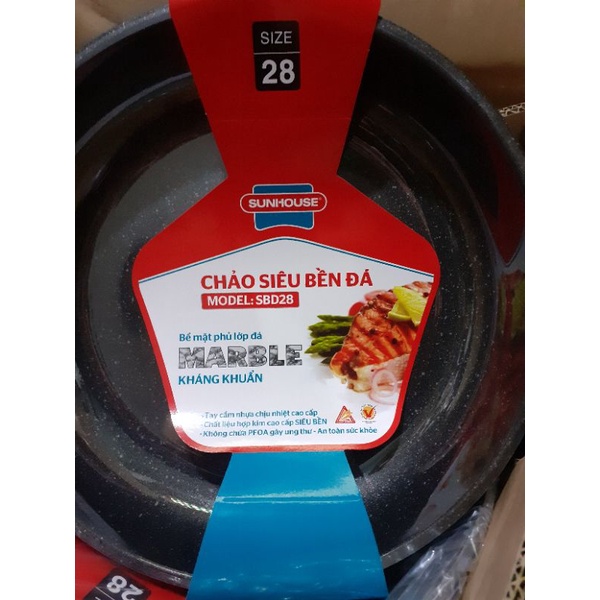 SIZE
28
SUNHOUSE
CHẢO SIÊU BỀN ĐÁ
MODEL: SBD28
Bề mặt phủ lớp đá
MARBLE
KHÁNG KHUẨN
-Tay cầm nhựa chịu nhiệt cao cấp
-Chất liệu hợp kim cao cấp SIÊU BỀN
-Không chứa PFOA gây ung thư - An toàn sức khỏe
SIZE
28